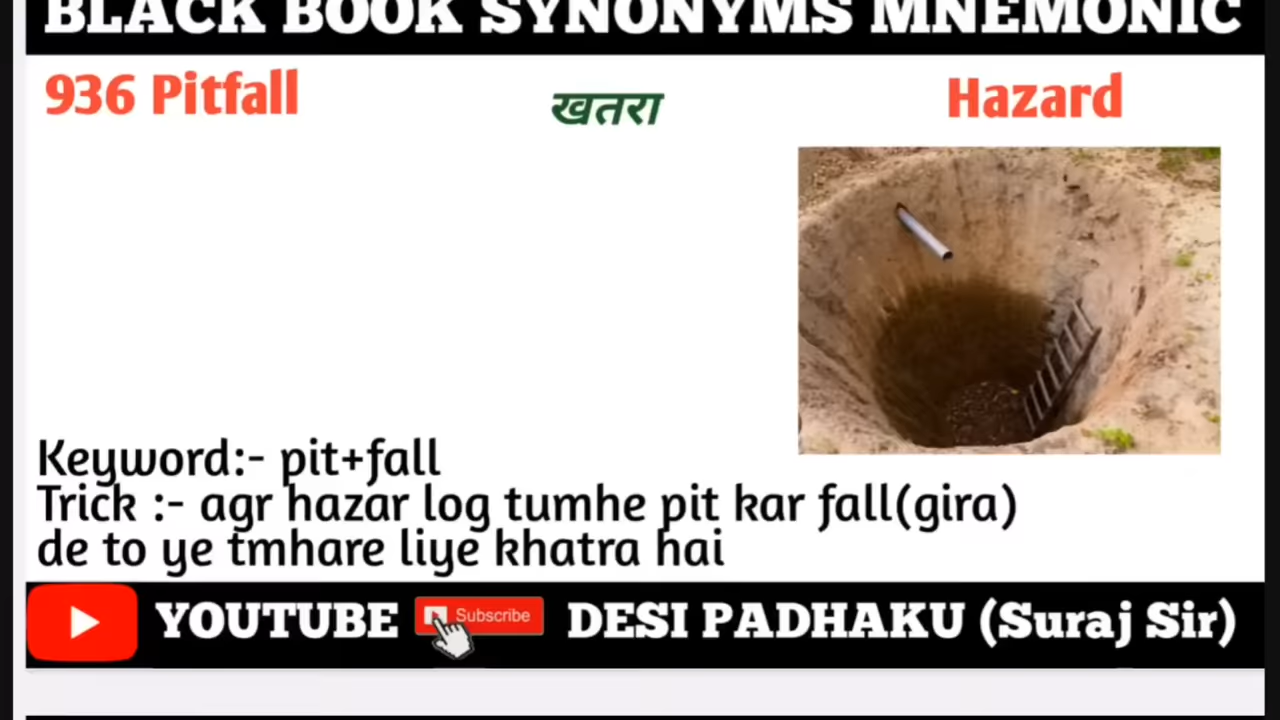 BLACK BOOK SYNONYMS MNEMONIC
936 Pitfall खतरा Hazard
Keyword:- pit+fall
Trick :- agr hazar log tumhe pit kar fall(gira)
de to ye tmhare liye khatra hai
YOUTUBE Subscribe DESI PADHAKU (Suraj Sir)